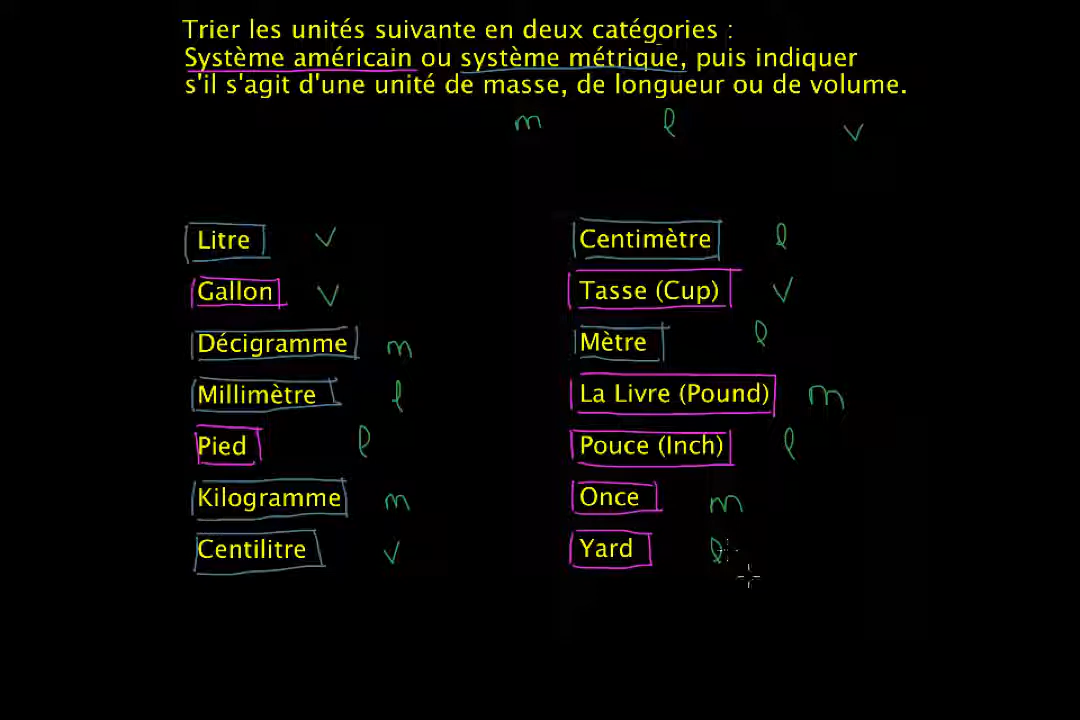 Trier les unités suivante en deux catégories :
Système américain ou système métrique, puis indiquer
s'il s'agit d'une unité de masse, de longueur ou de volume.
m l v
Litre v Centimètre l
Gallon v Tasse (Cup) v
Décigramme m Mètre l
Millimètre l La Livre (Pound) m
Pied l Pouce (Inch) l
Kilogramme m Once m
Centilitre v Yard l